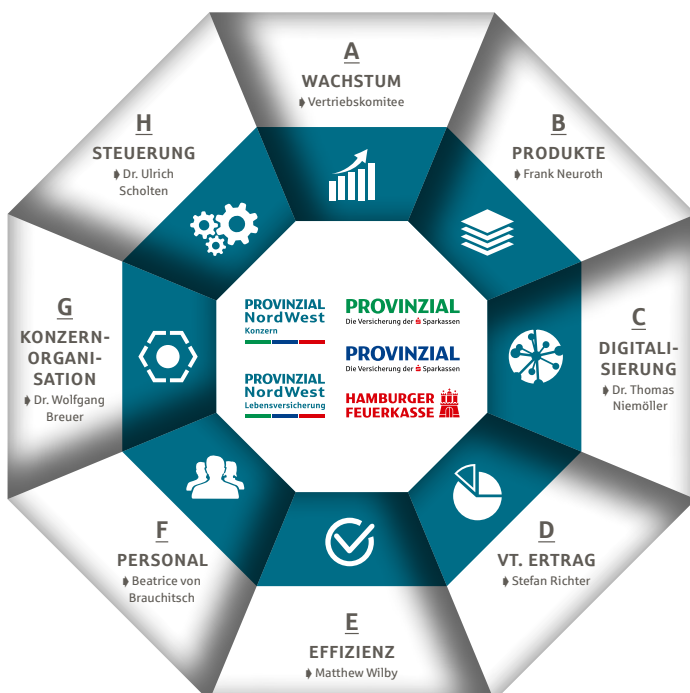 A
WACHSTUM
Vertriebskomitee
B
PRODUKTE
Frank Neuroth
C
DIGITALI-
SIERUNG
Dr. Thomas
Niemöller
D
VT. ERTRAG
Stefan Richter
E
EFFIZIENZ
Matthew Wilby
F
PERSONAL
Beatrice von
Brauchitsch
G
KONZERN-
ORGANI-
SATION
Dr. Wolfgang
Breuer
H
STEUERUNG
Dr. Ulrich
Scholten
PROVINZIAL
NordWest
Konzern
PROVINZIAL
Die Versicherung der Sparkassen
PROVINZIAL
Die Versicherung der Sparkassen
PROVINZIAL
NordWest
Lebensversicherung
HAMBURGER
FEUERKASSE